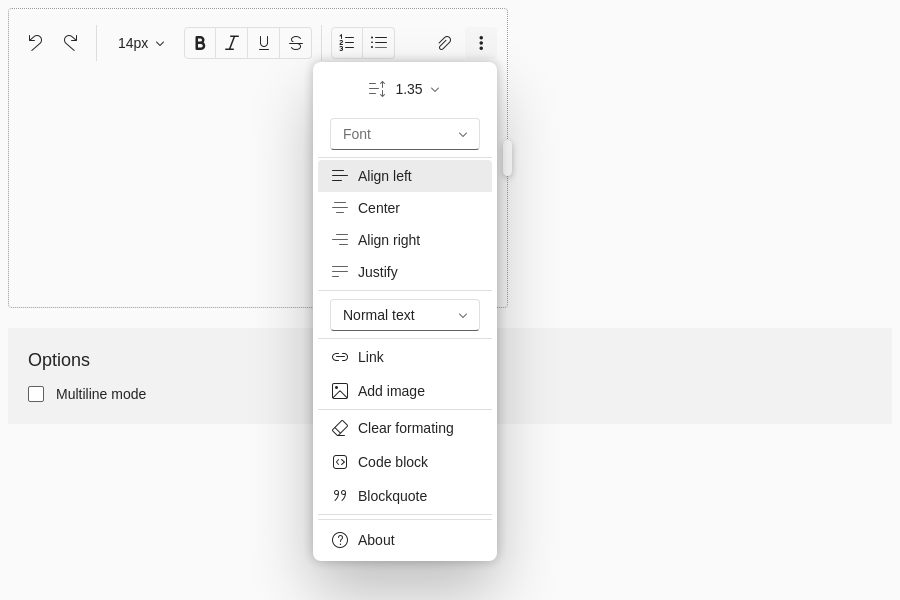 14px
1.35
Font
Align left
Center
Align right
Justify
Normal text
Link
Add image
Clear formating
Code block
Blockquote
About
Options
Multiline mode